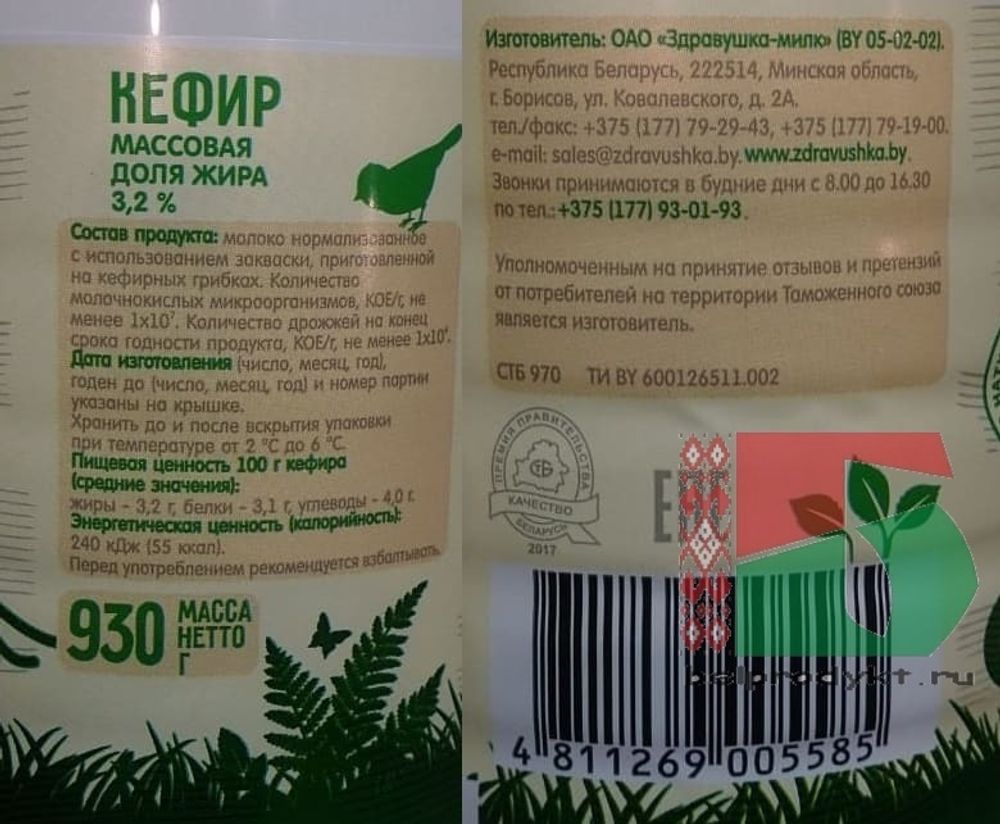 КЕФИР
МАССОВАЯ
ДОЛЯ ЖИРА
3,2 %
Состав продукта: молоко нормализованное
с использованием закваски, приготовленной
на кефирных грибках. Количество
молочнокислых микроорганизмов, КОЕ/г, не
менее 1х10⁷. Количество дрожжей на конец
срока годности продукта, КОЕ/г, не менее 1х10⁴.
Дата изготовления (число, месяц, год),
годен до (число, месяц, год) и номер партии
указаны на крышке.
Хранить до и после вскрытия упаковки
при температуре от 2 °С до 6 °С.
Пищевая ценность 100 г кефира
(средние значения):
жиры - 3,2 г, белки - 3,1 г, углеводы - 4,0 г.
Энергетическая ценность (калорийность):
240 кДж (55 ккал).
Перед употреблением рекомендуется взбалтывать.
930 МАССА
НЕТТО
г
Изготовитель: ОАО «Здравушка-милк» (BY 05-02-02).
Республика Беларусь, 222514, Минская область,
г. Борисов, ул. Ковалевского, д. 2А.
тел./факс: +375 (177) 79-29-43, +375 (177) 79-19-00.
e-mail: sales@zdravushka.by. www.zdravushka.by.
Звонки принимаются в будние дни с 8.00 до 16.30
по тел.: +375 (177) 93-01-93.
Уполномоченным на принятие отзывов и претензий
от потребителей на территории Таможенного союза
является изготовитель.
СТБ 970 ТИ BY 600126511.002
ПРЕМИЯ ПРАВИТЕЛЬСТВА
СТБ
КАЧЕСТВО
БЕЛАРУСЬ
2017
EAC
belprodykt.ru
4 811269 005585